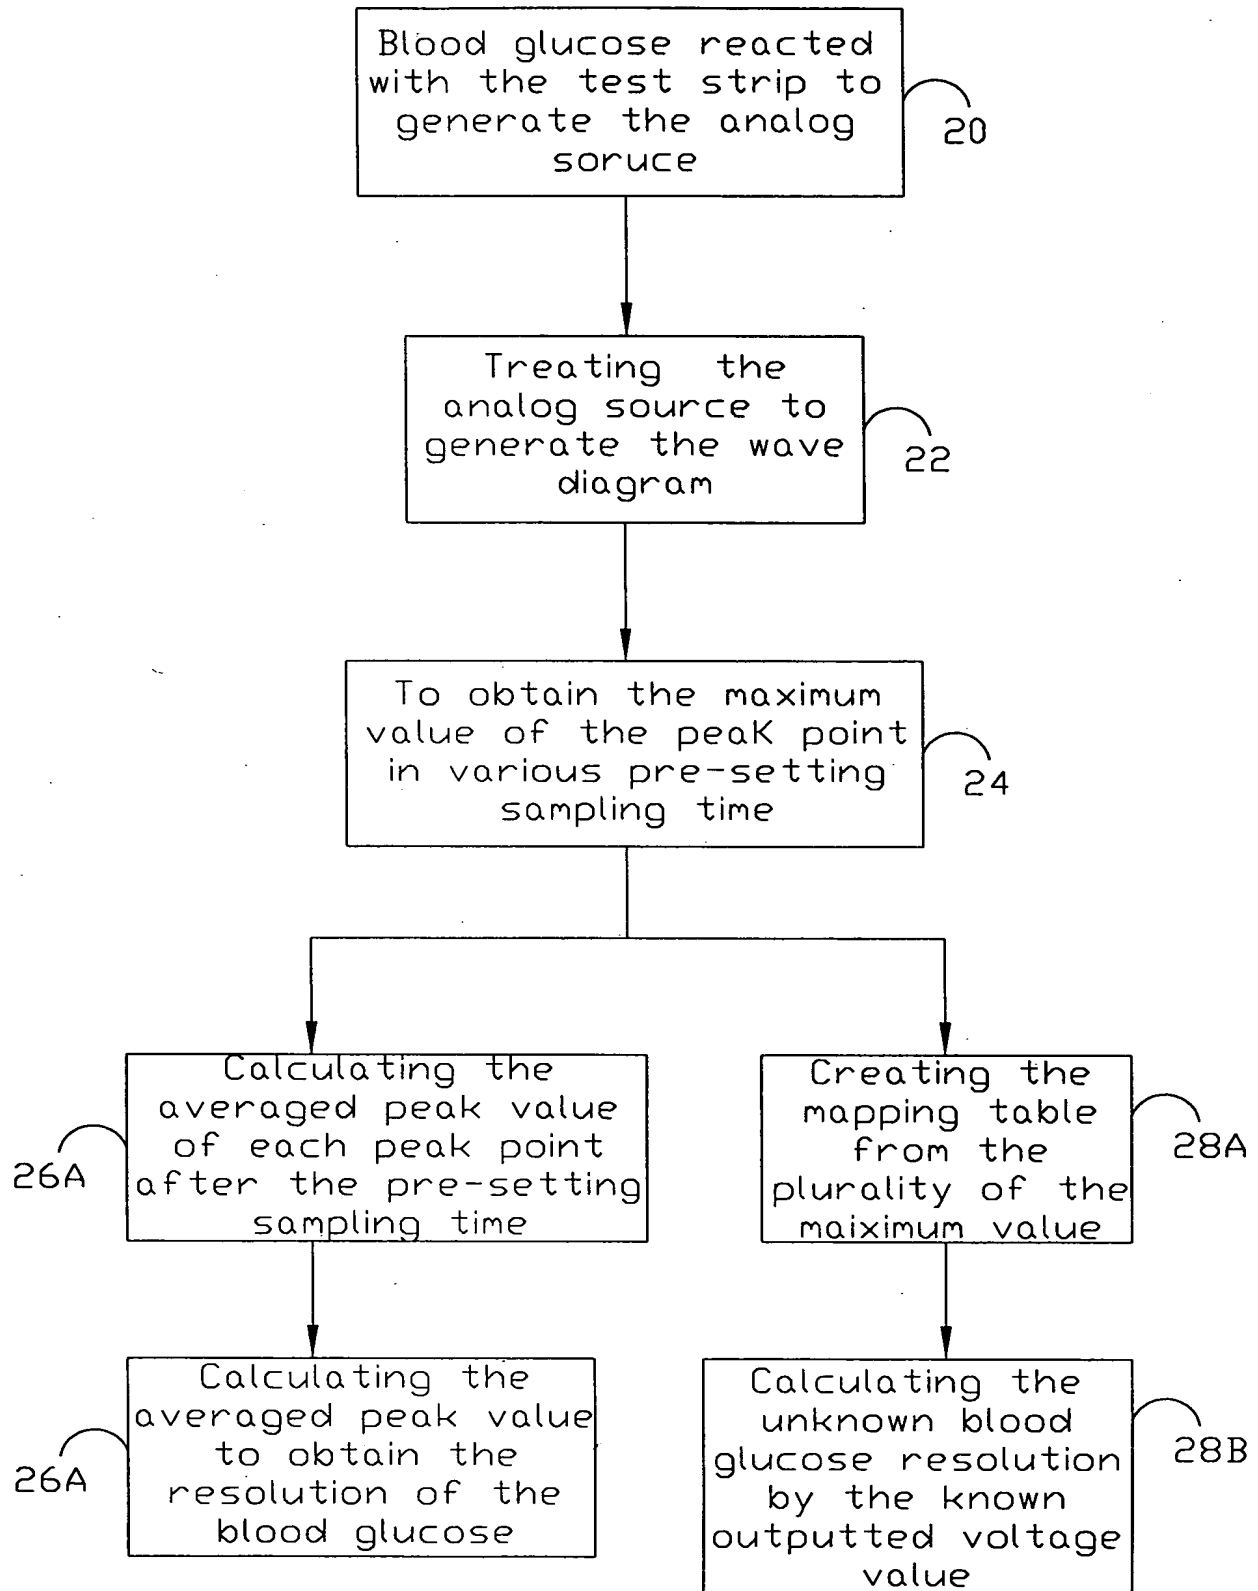 Blood glucose reacted
with the test strip to
generate the analog
soruce
20
Treating the
analog source to
generate the wave
diagram
22
To obtain the maximum
value of the peaK point
in various pre-setting
sampling time
24
Calculating the
averaged peak value
of each peak point
after the pre-setting
sampling time
26A
Creating the
mapping table
from the
plurality of the
maiximum value
28A
Calculating the
averaged peak value
to obtain the
resolution of the
blood glucose
26A
Calculating the
unknown blood
glucose resolution
by the known
outputted voltage
value
28B